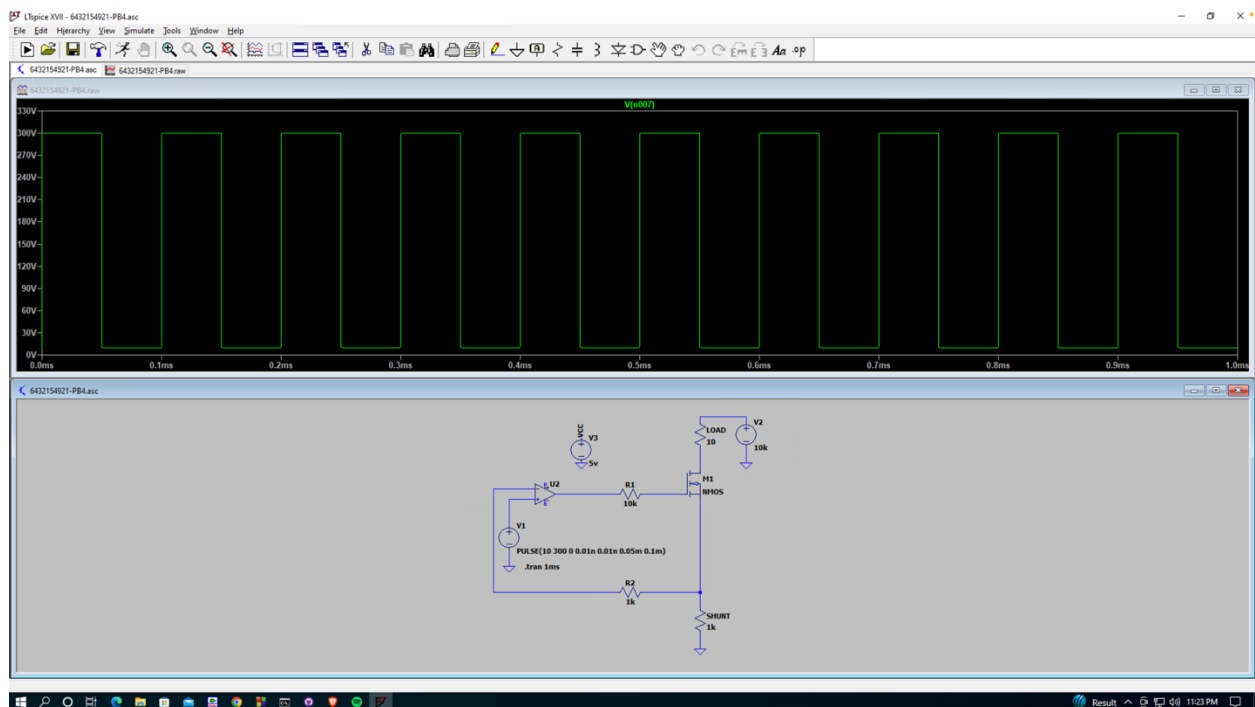 LTspice XVII - 6432154921-PB4.asc
File Edit Hierarchy View Simulate Tools Window Help
Aa .op
6432154921-PB4.asc 6432154921-PB4.raw
6432154921-PB4.raw
V(n007)
330V
300V
270V
240V
210V
180V
150V
120V
90V
60V
30V
0V
0.0ms 0.1ms 0.2ms 0.3ms 0.4ms 0.5ms 0.6ms 0.7ms 0.8ms 0.9ms 1.0ms
6432154921-PB4.asc
VCC
V3
5v
LOAD
10
V2
10k
U2
R1
10k
M1
NMOS
V1
PULSE(10 300 0 0.01n 0.01n 0.05m 0.1m)
.tran 1ms
R2
1k
SHUNT
1k
Result 11:23 PM